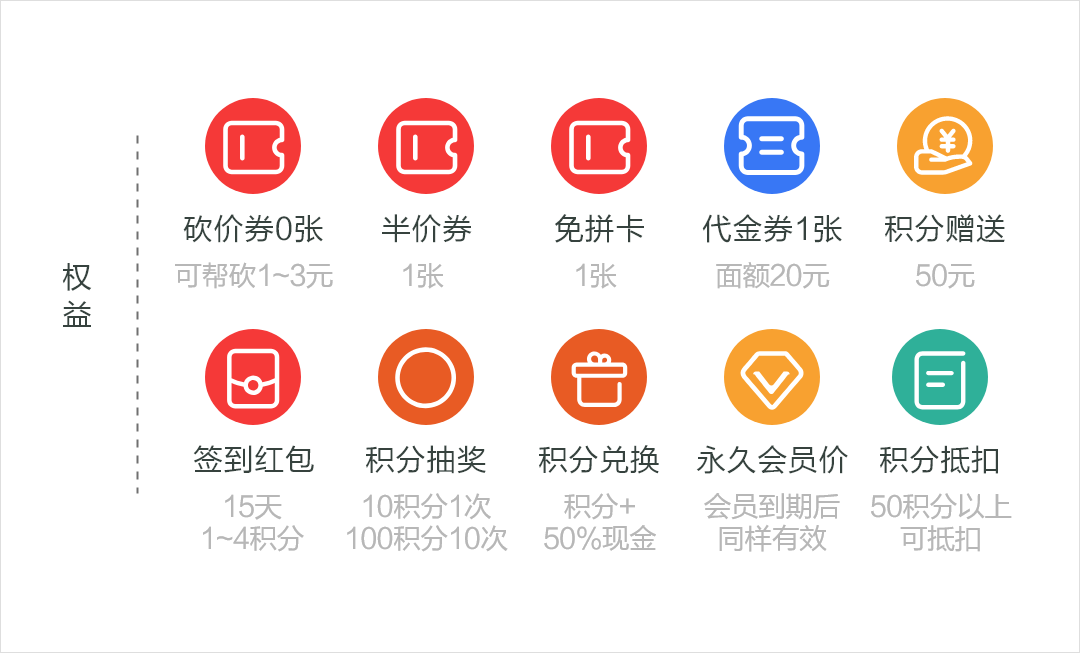 权
益
砍价券0张
可帮砍1~3元
半价券
1张
免拼卡
1张
代金券1张
面额20元
积分赠送
50元
签到红包
15天
1~4积分
积分抽奖
10积分1次
100积分10次
积分兑换
积分+
50%现金
永久会员价
会员到期后
同样有效
积分抵扣
50积分以上
可抵扣